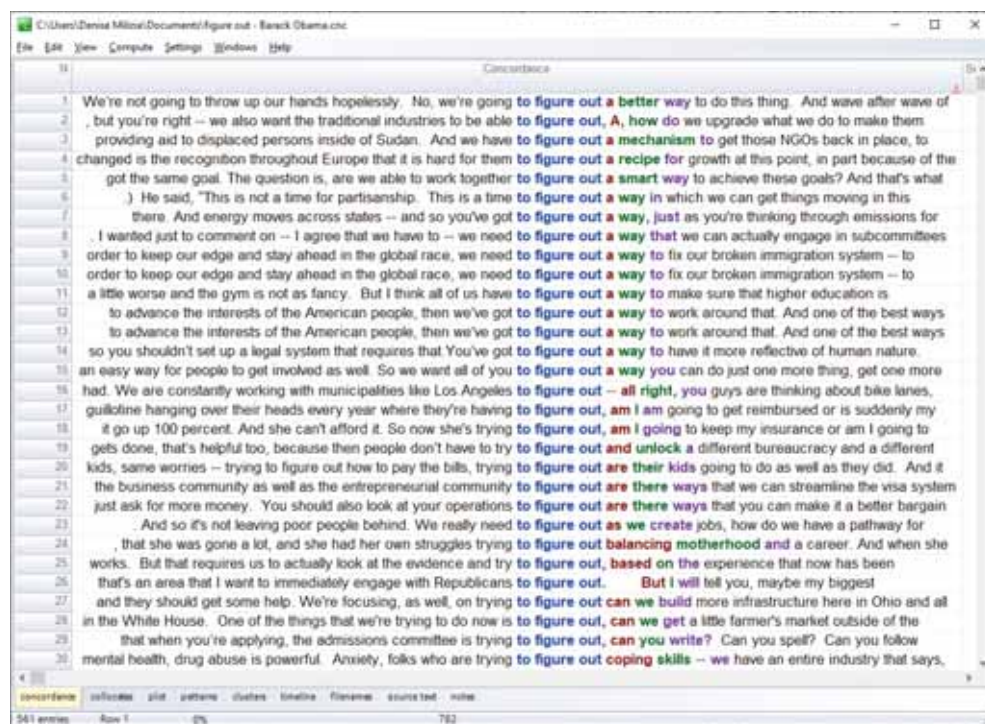 C:\Users\Denise Milizia\Documents\figure out - Barack Obama.cnc
File Edit View Compute Settings Windows Help
N Concordance
1 We're not going to throw up our hands hopelessly. No, we're going to figure out a better way to do this thing. And wave after wave of
2 , but you're right -- we also want the traditional industries to be able to figure out, A, how do we upgrade what we do to make them
3 providing aid to displaced persons inside of Sudan. And we have to figure out a mechanism to get those NGOs back in place, to
4 changed is the recognition throughout Europe that it is hard for them to figure out a recipe for growth at this point, in part because of the
5 got the same goal. The question is, are we able to work together to figure out a smart way to achieve these goals? And that's what
6 .) He said, "This is not a time for partisanship. This is a time to figure out a way in which we can get things moving in this
7 there. And energy moves across states -- and so you've got to figure out a way, just as you're thinking through emissions for
8 . I wanted just to comment on -- I agree that we have to -- we need to figure out a way that we can actually engage in subcommittees
9 order to keep our edge and stay ahead in the global race, we need to figure out a way to fix our broken immigration system -- to
10 order to keep our edge and stay ahead in the global race, we need to figure out a way to fix our broken immigration system -- to
11 a little worse and the gym is not as fancy. But I think all of us have to figure out a way to make sure that higher education is
12 to advance the interests of the American people, then we've got to figure out a way to work around that. And one of the best ways
13 to advance the interests of the American people, then we've got to figure out a way to work around that. And one of the best ways
14 so you shouldn't set up a legal system that requires that.You've got to figure out a way to have it more reflective of human nature.
15 an easy way for people to get involved as well. So we want all of you to figure out a way you can do just one more thing, get one more
16 had. We are constantly working with municipalities like Los Angeles to figure out -- all right, you guys are thinking about bike lanes,
17 guillotine hanging over their heads every year where they're having to figure out, am I am going to get reimbursed or is suddenly my
18 it go up 100 percent. And she can't afford it. So now she's trying to figure out, am I going to keep my insurance or am I going to
19 gets done, that's helpful too, because then people don't have to try to figure out and unlock a different bureaucracy and a different
20 kids, same worries -- trying to figure out how to pay the bills, trying to figure out are their kids going to do as well as they did. And it
21 the business community as well as the entrepreneurial community to figure out are there ways that we can streamline the visa system
22 just ask for more money. You should also look at your operations to figure out are there ways that you can make it a better bargain
23 . And so it's not leaving poor people behind. We really need to figure out as we create jobs, how do we have a pathway for
24 , that she was gone a lot, and she had her own struggles trying to figure out balancing motherhood and a career. And when she
25 works. But that requires us to actually look at the evidence and try to figure out, based on the experience that now has been
26 that's an area that I want to immediately engage with Republicans to figure out. But I will tell you, maybe my biggest
27 and they should get some help. We're focusing, as well, on trying to figure out can we build more infrastructure here in Ohio and all
28 in the White House. One of the things that we're trying to do now is to figure out, can we get a little farmer's market outside of the
29 that when you're applying, the admissions committee is trying to figure out, can you write? Can you spell? Can you follow
30 mental health, drug abuse is powerful. Anxiety, folks who are trying to figure out coping skills -- we have an entire industry that says,
concordance collocates plot patterns clusters timeline filenames source text notes
561 entries Row 1 0% 782